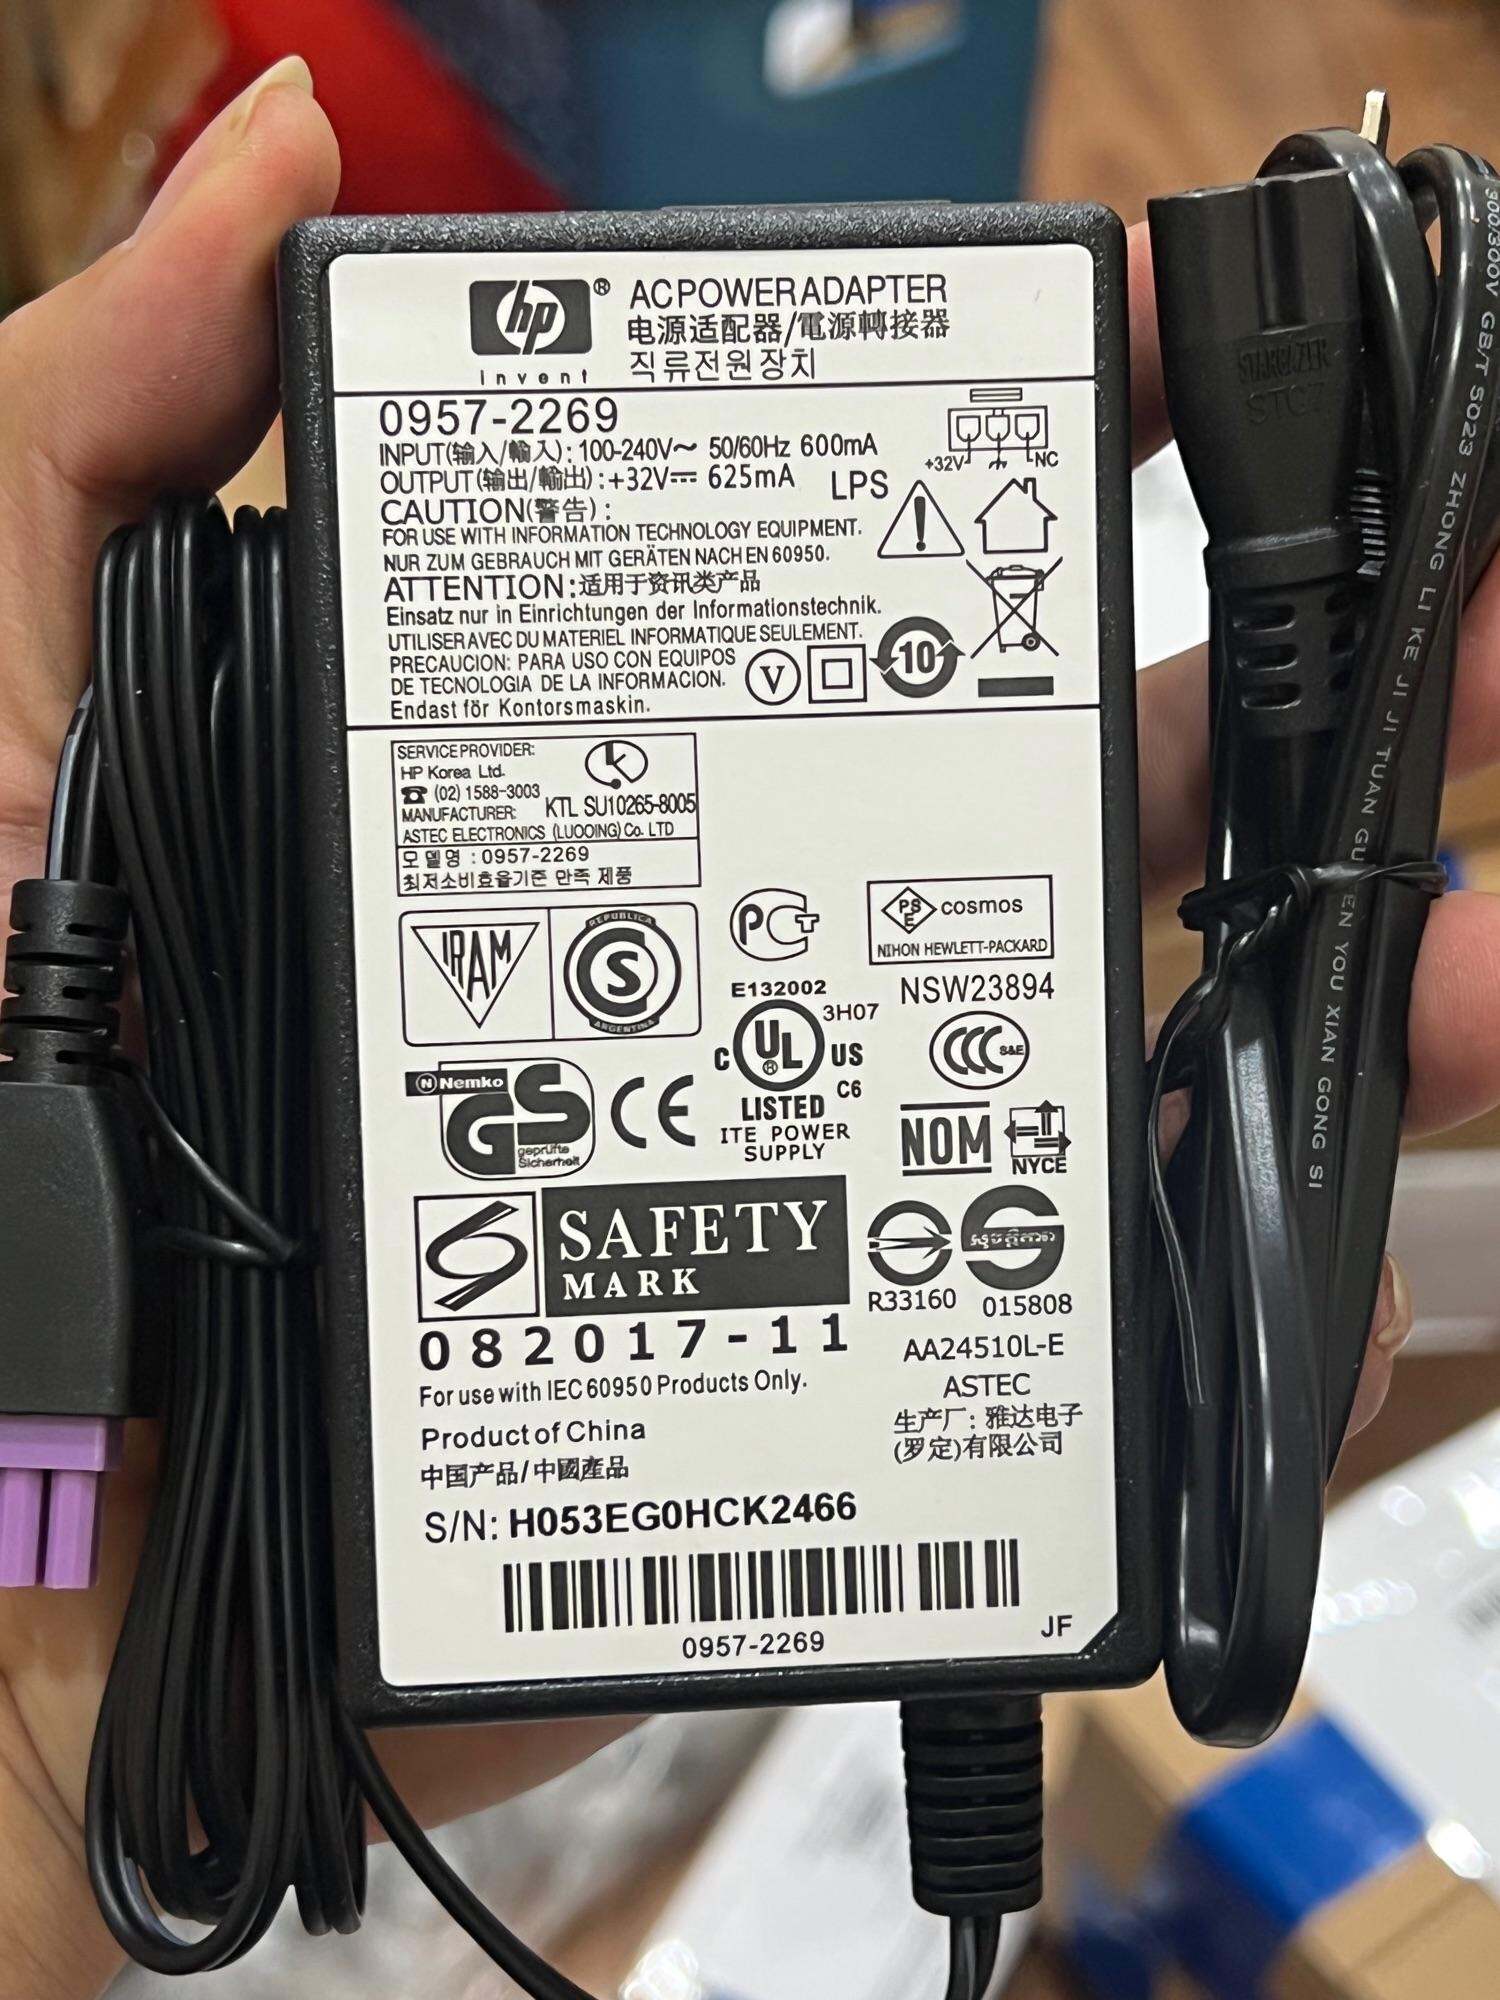 hp®
invent
AC POWER ADAPTER
电源适配器/電源轉接器
직류전원장치
0957-2269
INPUT(输入/輸入): 100-240V~ 50/60Hz 600mA
OUTPUT(输出/輸出): +32V⎓ 625mA LPS
+32V NC
CAUTION(警告):
FOR USE WITH INFORMATION TECHNOLOGY EQUIPMENT.
NUR ZUM GEBRAUCH MIT GERÄTEN NACH EN 60950.
ATTENTION:适用于资讯类产品
Einsatz nur in Einrichtungen der Informationstechnik.
UTILISER AVEC DU MATERIEL INFORMATIQUE SEULEMENT.
PRECAUCION: PARA USO CON EQUIPOS
DE TECNOLOGIA DE LA INFORMACION.
Endast för Kontorsmaskin.
V
10
SERVICE PROVIDER:
HP Korea Ltd.
☎ (02) 1588-3003
MANUFACTURER: KTL SU10265-8005
ASTEC ELECTRONICS (LUOOING) Co. LTD
모델명 : 0957-2269
최저소비효율기준 만족 제품
IRAM
REPUBLICA
S
ARGENTINA
PCT
PSE cosmos
NIHON HEWLETT-PACKARD
E132002
NSW23894
3H07
C UL® US
C6
LISTED
ITE POWER
SUPPLY
CCC S&E
N Nemko
GS
geprüfte
Sicherheit
CE
NOM
NYCE
SAFETY
MARK
082017-11
R33160
015808
For use with IEC 60950 Products Only.
AA24510L-E
ASTEC
生产厂: 雅达电子
(罗定)有限公司
Product of China
中国产品/中國產品
S/N: H053EG0HCK2466
0957-2269
JF
STC7
300/300V GB/T 5023 ZHONG LI KE JI JI TUAN GU EN YOU XIAN GONG SI